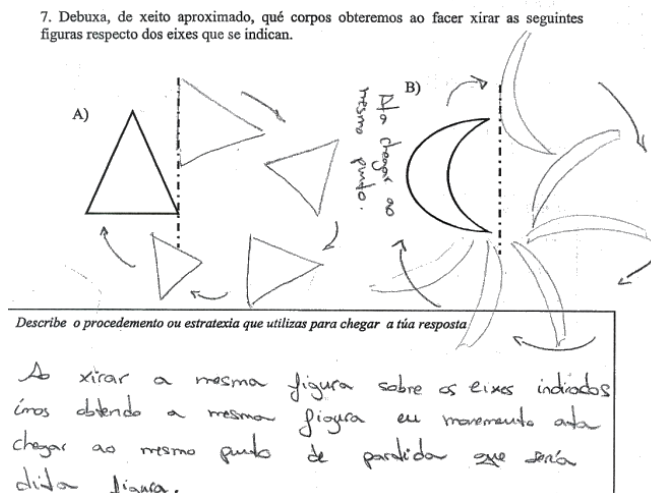 7. Debuxa, de xeito aproximado, qué corpos obteremos ao facer xirar as seguintes
figuras respecto dos eixes que se indican.
A)
B)
Ata chegar ao
mesmo punto.
Describe o procedemento ou estratexia que utilizas para chegar a túa resposta
Ao xirar a mesma figura sobre os eixes indicados
imos obtendo a mesma figura en movemento ata
chegar ao mesmo punto de partida que sería
dita figura.